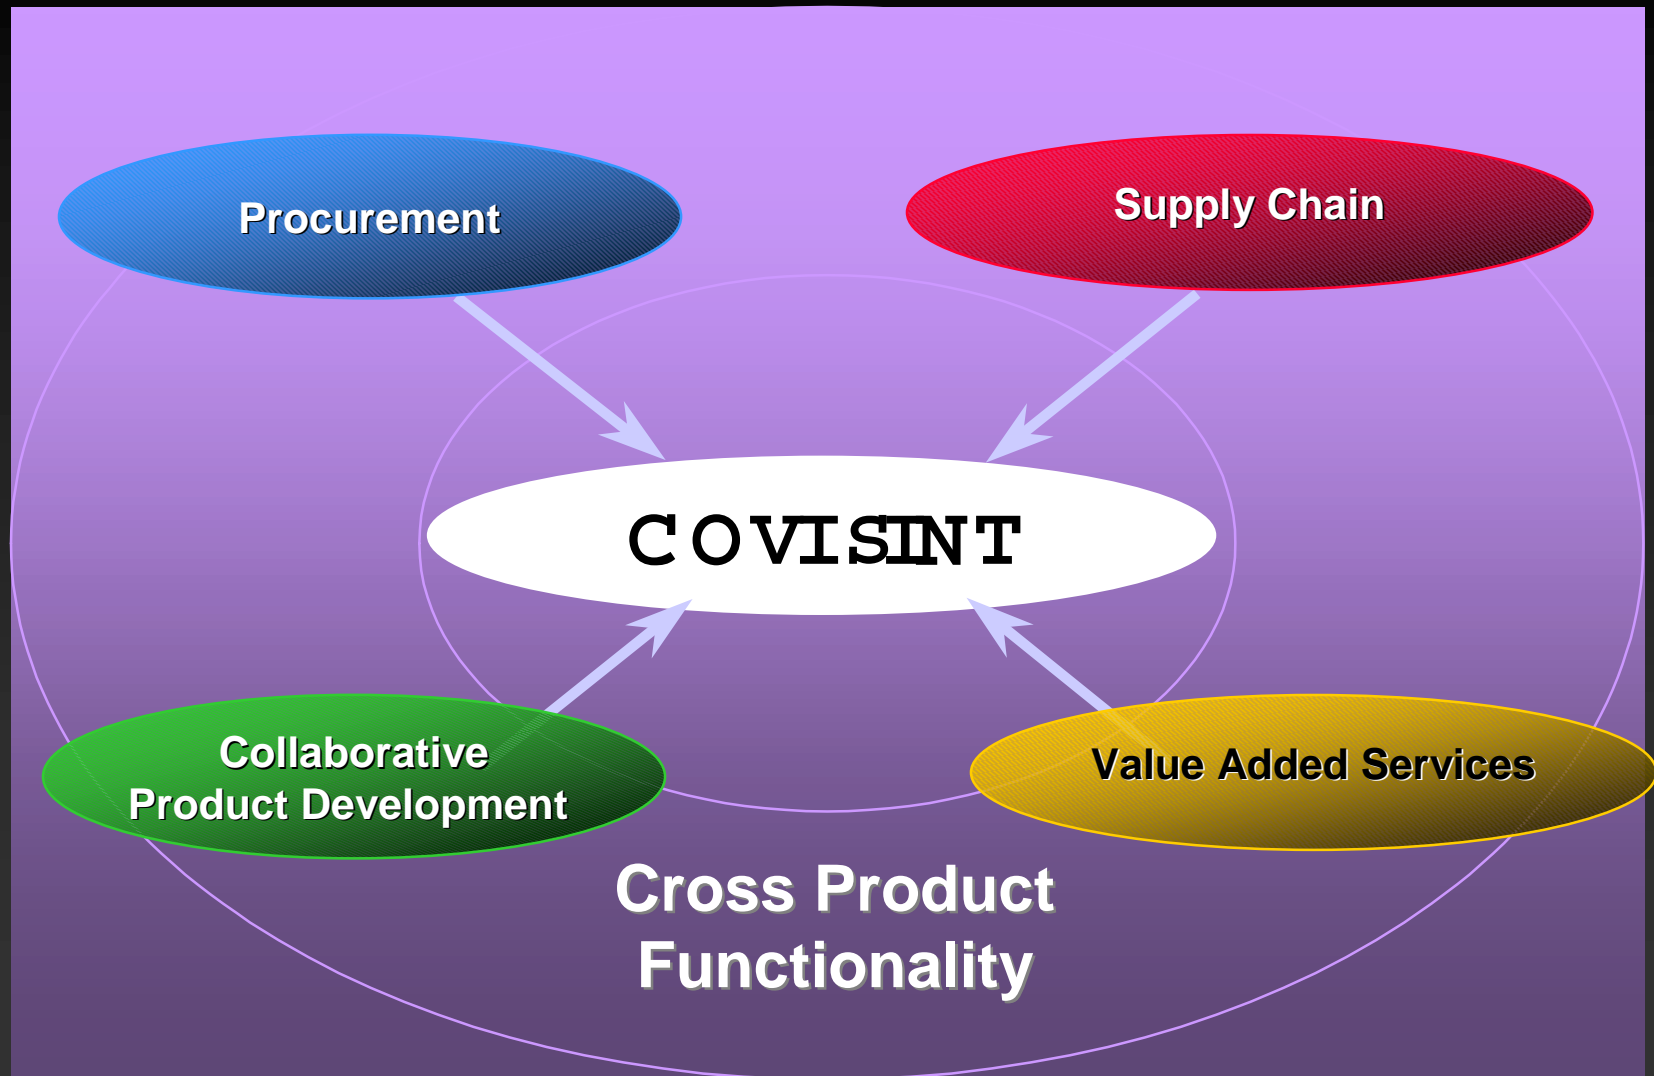 Procurement
Supply Chain
COVISINT
Collaborative
Product Development
Value Added Services
Cross Product
Functionality